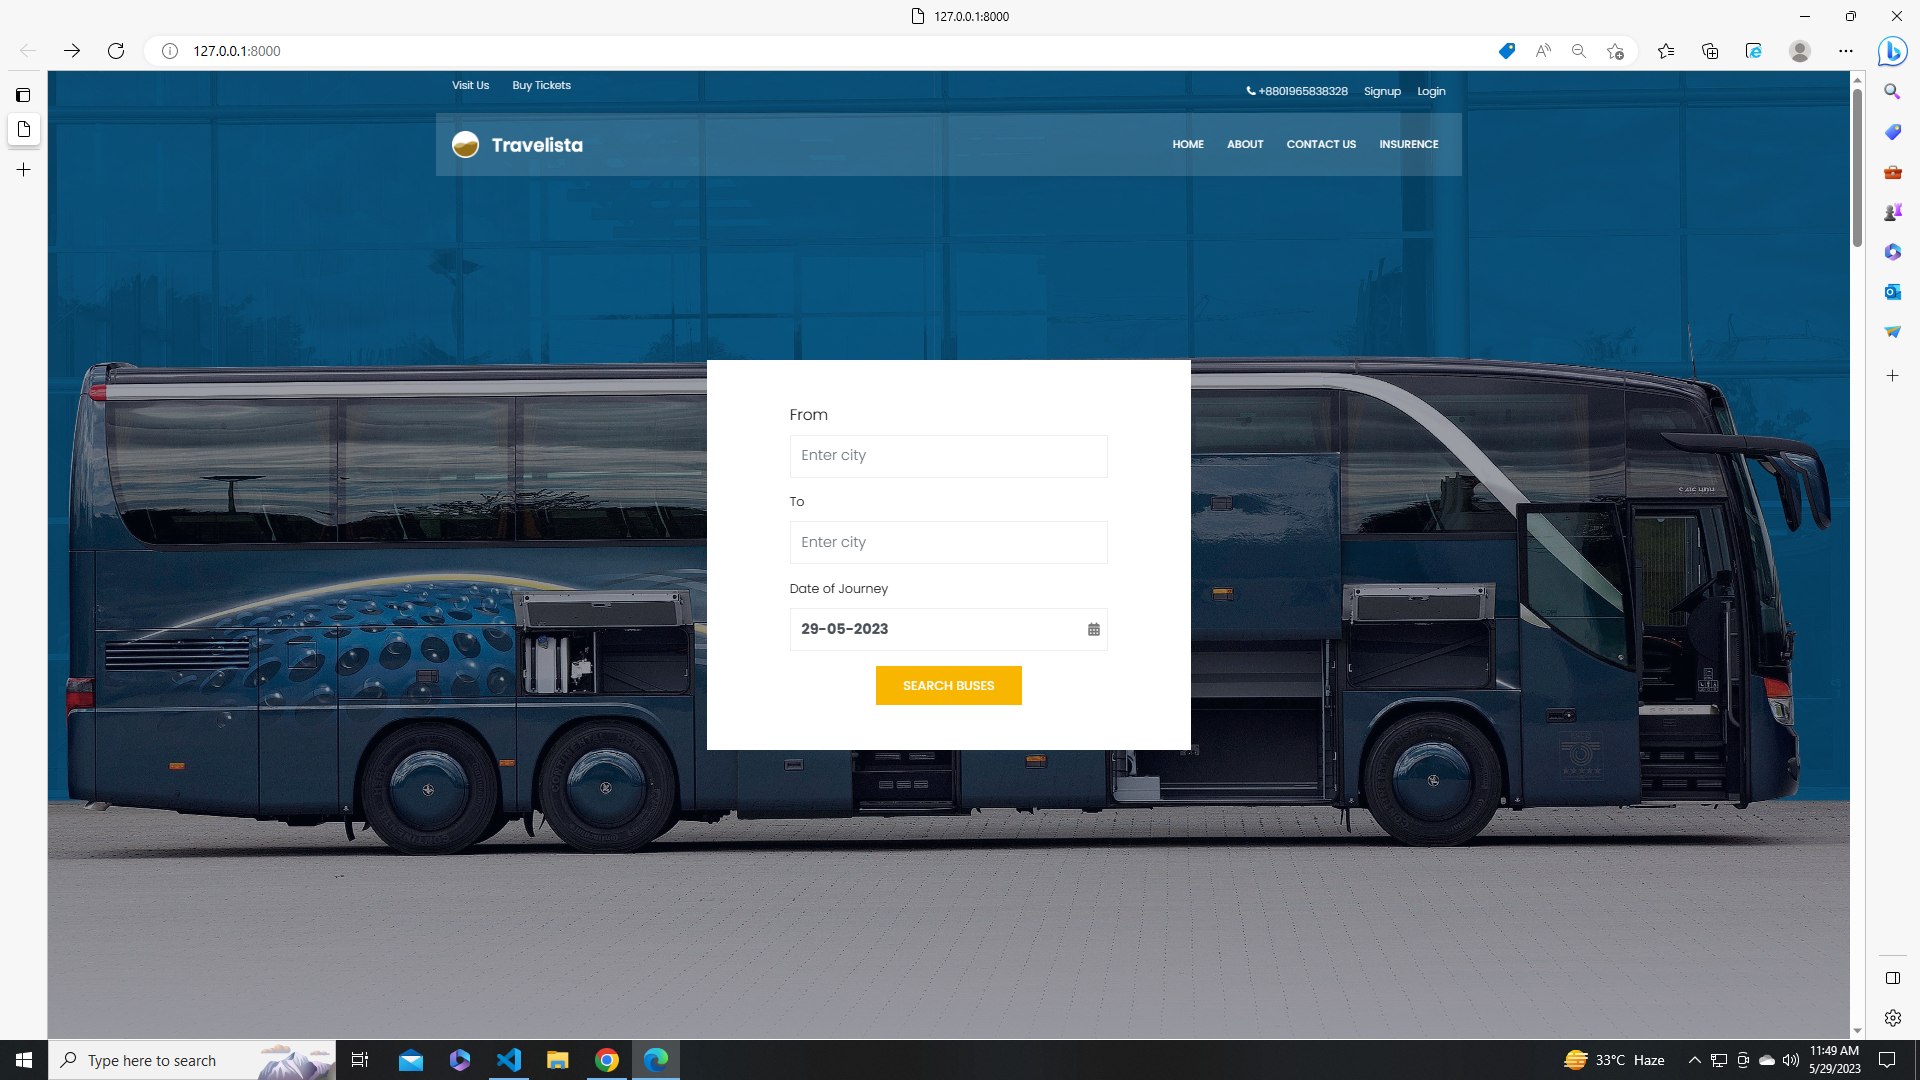 127.0.0.1:8000
127.0.0.1:8000
Visit Us Buy Tickets
+8801965838328 Signup Login
Travelista
HOME ABOUT CONTACT US INSURENCE
From
Enter city
To
Enter city
Date of Journey
29-05-2023
SEARCH BUSES
Type here to search
33°C Haze
11:49 AM
5/29/2023